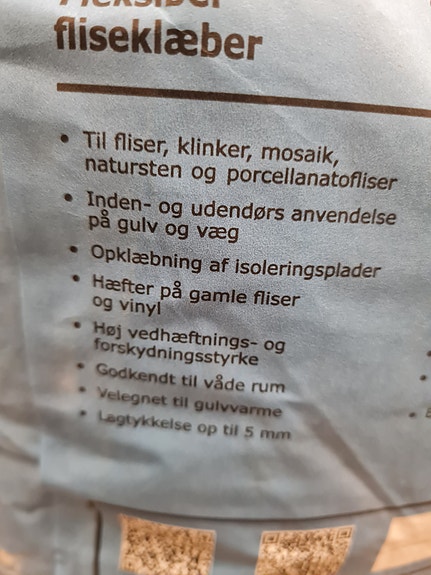 Fleksibel
fliseklæber
• Til fliser, klinker, mosaik,
natursten og porcellanatofliser
• Inden- og udendørs anvendelse
på gulv og væg
• Opklæbning af isoleringsplader
• Hæfter på gamle fliser
og vinyl
• Høj vedhæftnings- og
forskydningsstyrke
• Godkendt til våde rum
• Velegnet til gulvvarme
• Lagtykkelse op til 5 mm